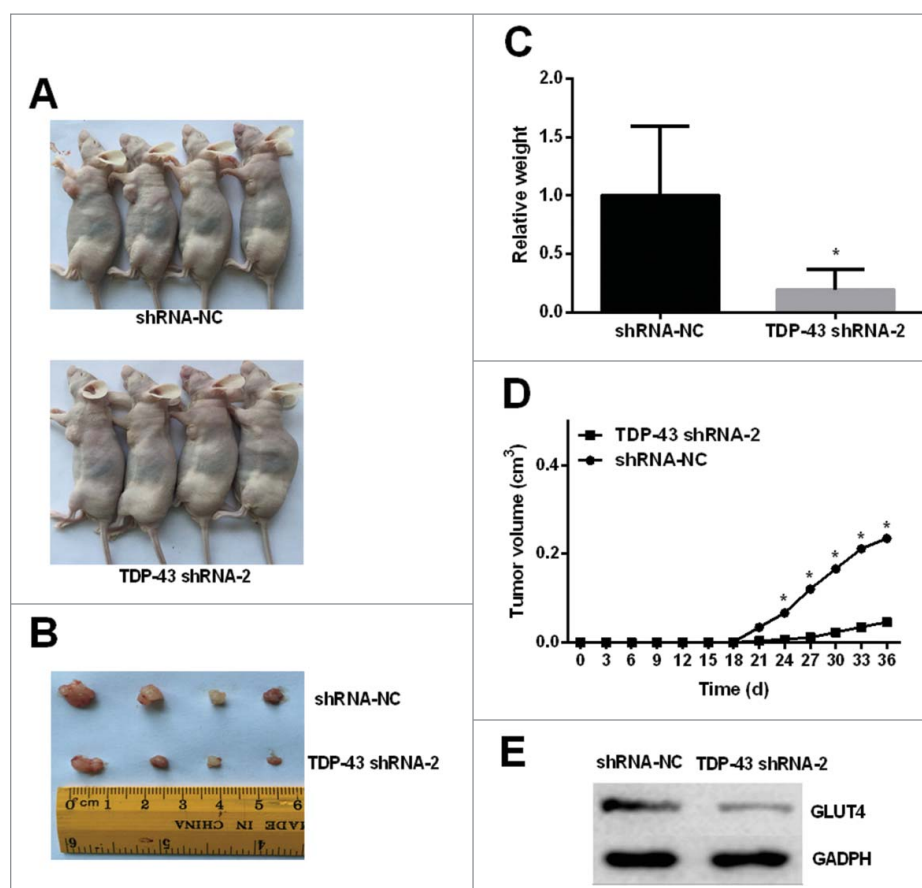 A
shRNA-NC
TDP-43 shRNA-2
B
shRNA-NC
TDP-43 shRNA-2
0 cm 1 2 3 4 5 6
MADE IN CHINA
6 5 4
C
2.0
1.5
1.0
0.5
0.0
Relative weight
*
shRNA-NC TDP-43 shRNA-2
D
TDP-43 shRNA-2
shRNA-NC
0.4
0.2
0.0
Tumor volume (cm³)
* * * * *
0 3 6 9 12 15 18 21 24 27 30 33 36
Time (d)
E
shRNA-NC TDP-43 shRNA-2
GLUT4
GADPH